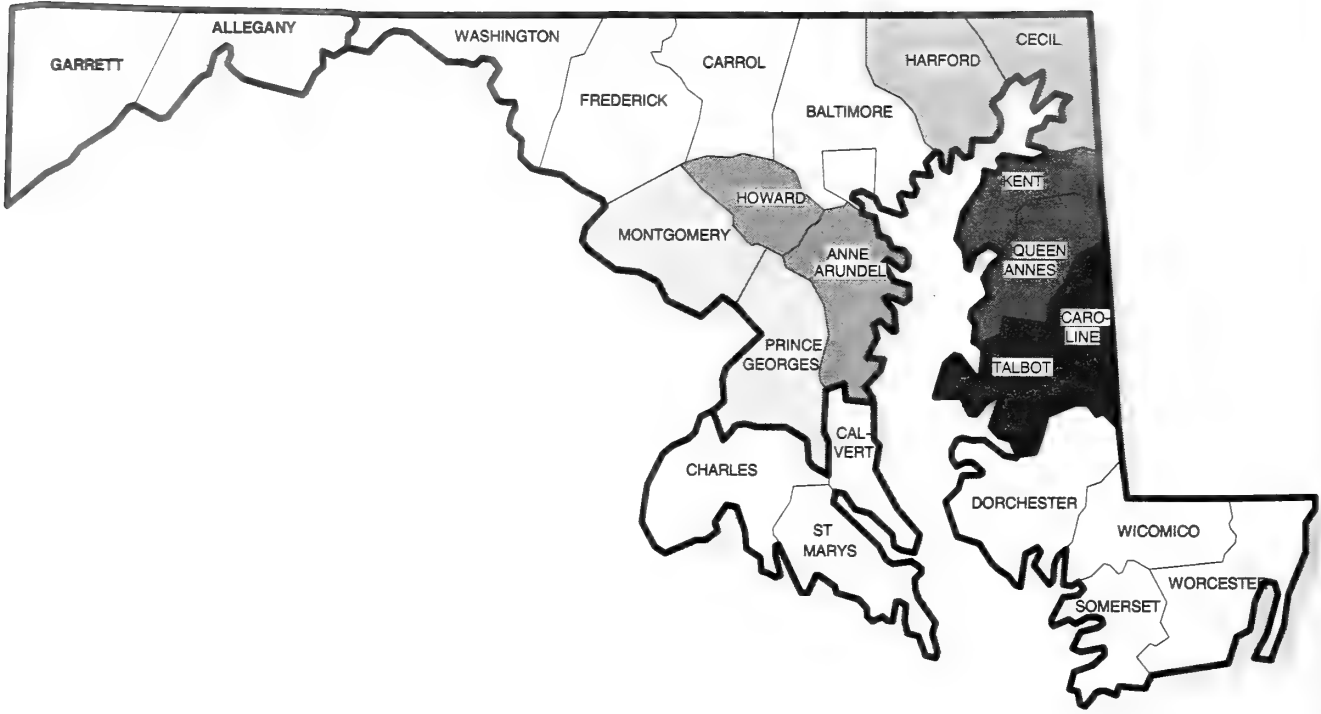 GARRETT
ALLEGANY
WASHINGTON
FREDERICK
CARROL
BALTIMORE
HARFORD
CECIL
KENT
HOWARD
MONTGOMERY
ANNE
ARUNDEL
QUEEN
ANNES
CARO-
LINE
PRINCE
GEORGES
TALBOT
CAL-
VERT
CHARLES
DORCHESTER
ST
MARYS
WICOMICO
WORCESTER
SOMERSET